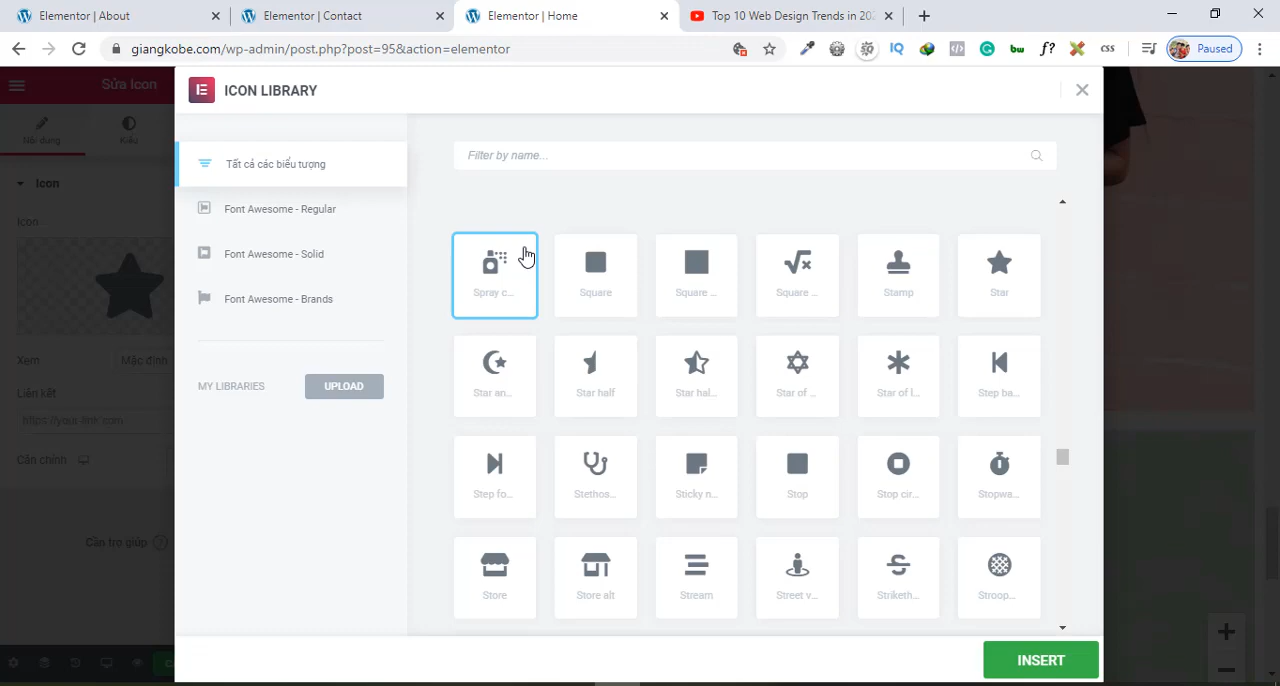 Elementor | About
Elementor | Contact
Elementor | Home
Top 10 Web Design Trends in 202
giangkobe.com/wp-admin/post.php?post=95&action=elementor
IQ
bw
f?
CSS
Paused
Sửa Icon
Nội dung
Kiểu
Icon
Icon
Xem
Mặc định
Liên kết
https://your-link.com
Căn chỉnh
Cần trợ giúp
ICON LIBRARY
Tất cả các biểu tượng
Font Awesome - Regular
Font Awesome - Solid
Font Awesome - Brands
MY LIBRARIES
UPLOAD
Filter by name...
Spray c...
Square
Square ...
Square ...
Stamp
Star
Star an...
Star half
Star hal...
Star of ...
Star of l...
Step ba...
Step fo...
Stethos...
Sticky n...
Stop
Stop cir...
Stopwa...
Store
Store alt
Stream
Street v...
Striketh...
Stroop...
INSERT